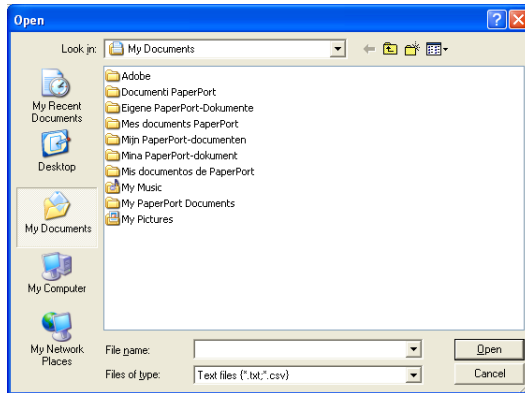 Open
Look in:
My Documents
My Recent
Documents
Desktop
My Documents
My Computer
My Network
Places
Adobe
Documenti PaperPort
Eigene PaperPort-Dokumente
Mes documents PaperPort
Mijn PaperPort-documenten
Mina PaperPort-dokument
Mis documentos de PaperPort
My Music
My PaperPort Documents
My Pictures
File name:
Open
Files of type:
Text files {*.txt;*.csv}
Cancel